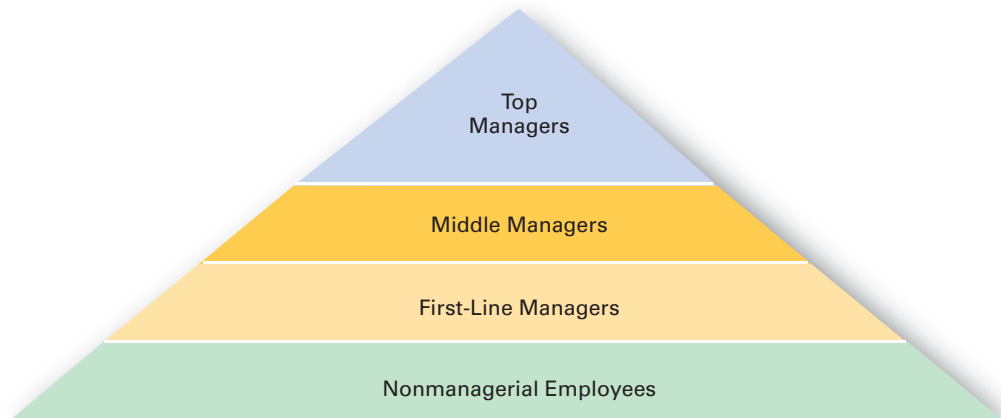 Top
Managers
Middle Managers
First-Line Managers
Nonmanagerial Employees